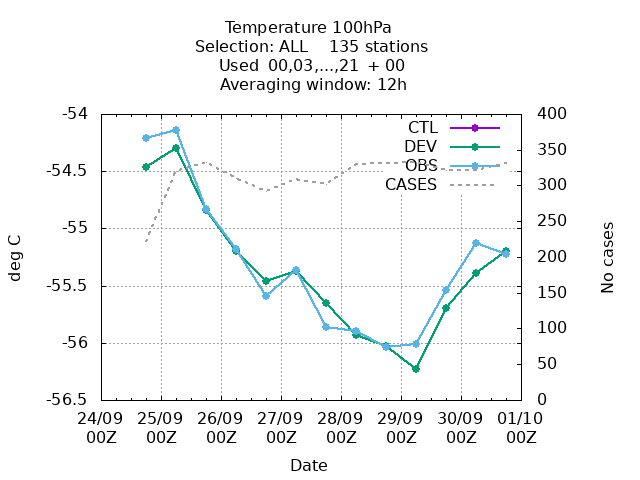 Temperature 100hPa
Selection: ALL    135 stations
Used  00,03,...,21  + 00
Averaging window: 12h
-54
-54.5
-55
-55.5
-56
-56.5
deg C
400
350
300
250
200
150
100
50
0
No cases
CTL
DEV
OBS
CASES
24/09 25/09 26/09 27/09 28/09 29/09 30/09 01/10
00Z 00Z 00Z 00Z 00Z 00Z 00Z 00Z
Date